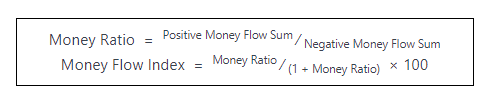 Money Ratio = Positive Money Flow Sum / Negative Money Flow Sum
Money Flow Index = Money Ratio / (1 + Money Ratio) × 100